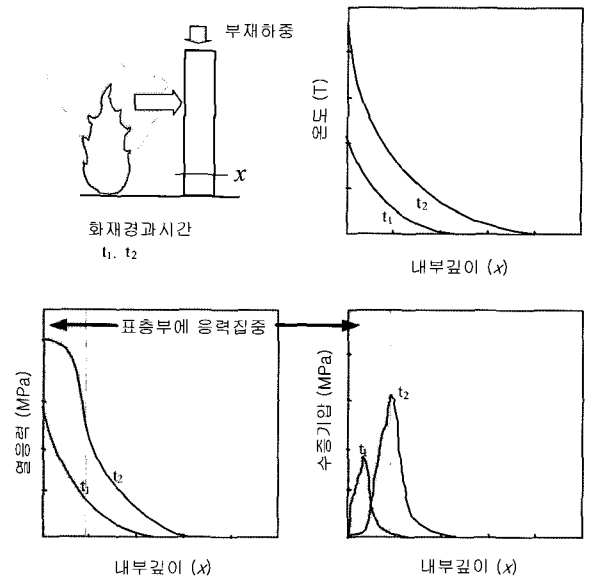 부재하중
x
화재경과시간
t₁. t₂
온도 (T)
t₁
t₂
내부깊이 (x)
표층부에 응력집중
열응력 (MPa)
t₁
t₂
내부깊이 (x)
수증기압 (MPa)
t₁
t₂
내부깊이 (x)